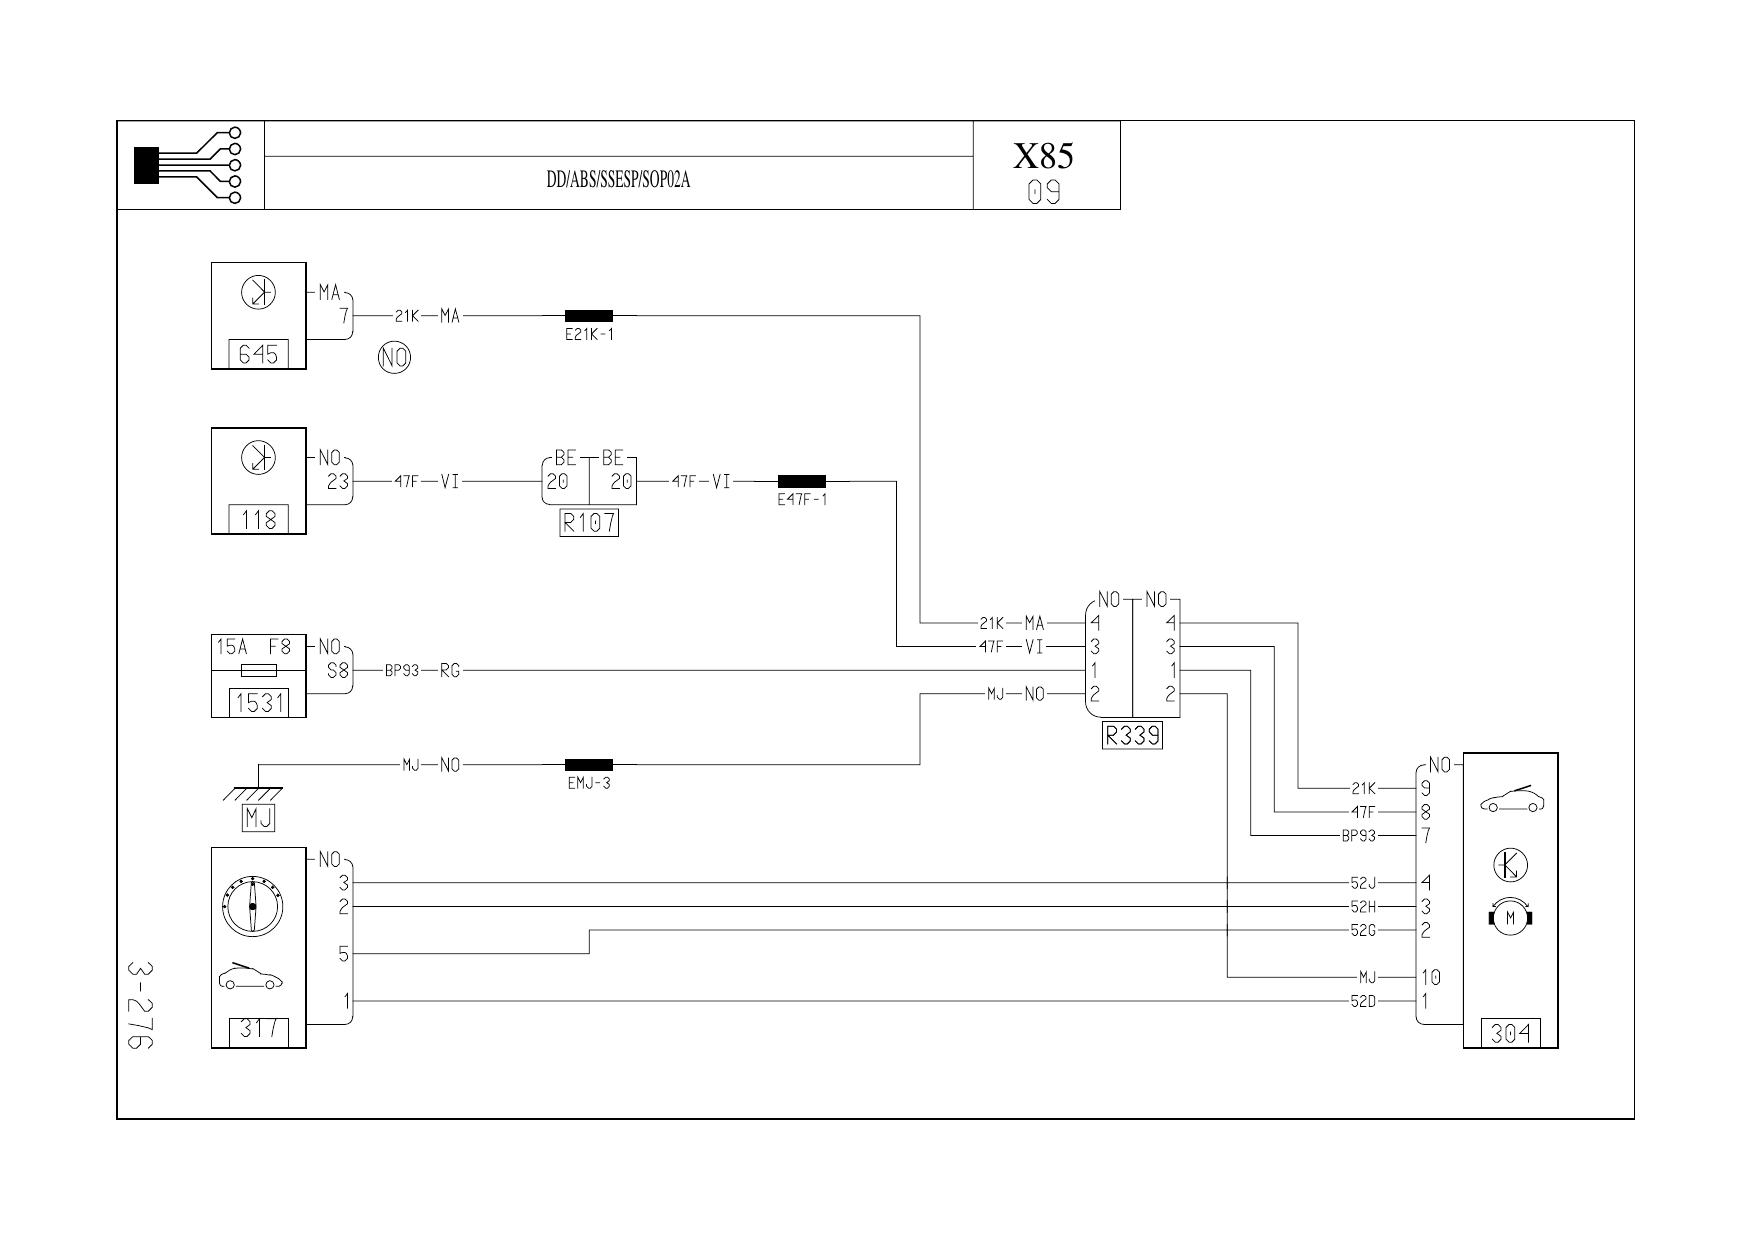 X85
DD/ABS/SSESP/SOP02A
09
MA
7
21K MA
E21K-1
645
NO
NO
BE BE
23
47F VI
20 20
47F VI
E47F-1
118
R107
NO NO
21K MA 4 4
15A F8 NO
47F VI 3 3
S8
BP93 RG
1 1
1531
MJ NO 2 2
R339
MJ NO
EMJ-3
NO
21K 9
MJ
47F 8
BP93 7
NO
3
52J 4
2
52H 3
52G 2
5
MJ 10
1
52D 1
M
317
304
3-276